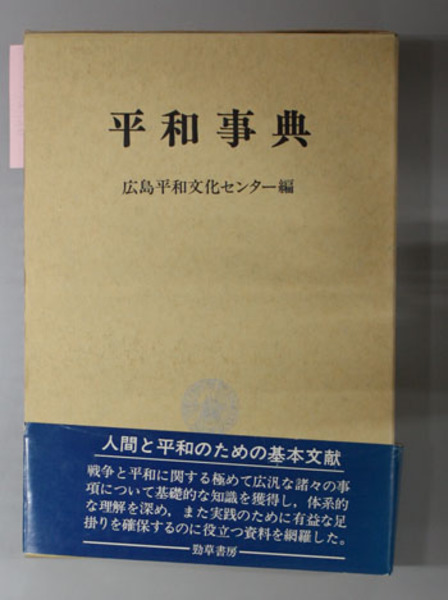 平和事典
広島平和文化センター編
人間と平和のための基本文献
戦争と平和に関する極めて広汎な諸々の事
項について基礎的な知識を獲得し，体系的
な理解を深め，また実践のために有益な足
掛りを確保するのに役立つ資料を網羅した。
勁草書房